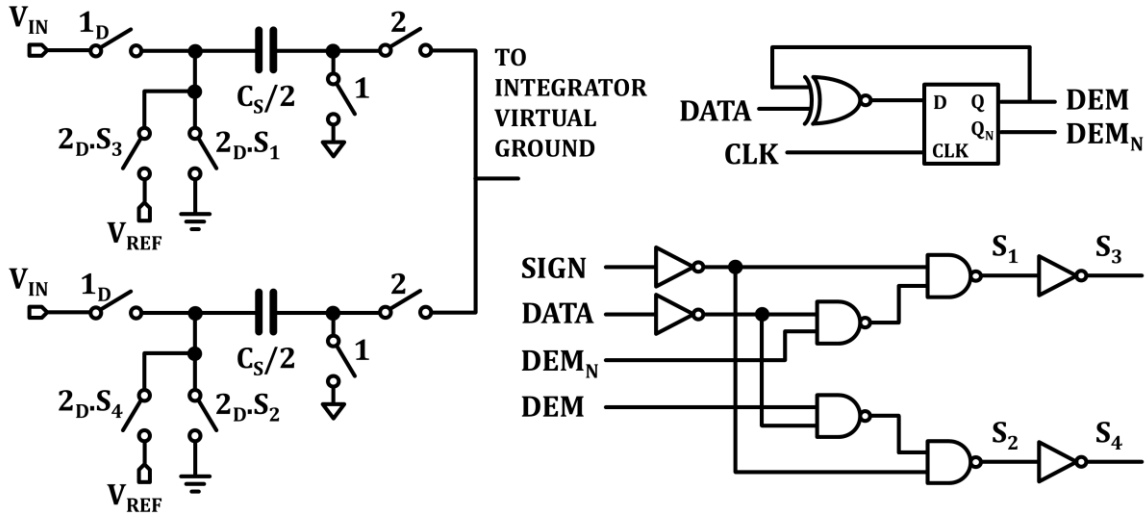 V_IN
1_D
2
C_S/2
1
2_D.S_3
2_D.S_1
V_REF
TO
INTEGRATOR
VIRTUAL
GROUND
V_IN
1_D
2
C_S/2
1
2_D.S_4
2_D.S_2
V_REF
DATA
CLK
D
Q
Q_N
CLK
DEM
DEM_N
SIGN
DATA
DEM_N
DEM
S_1
S_3
S_2
S_4